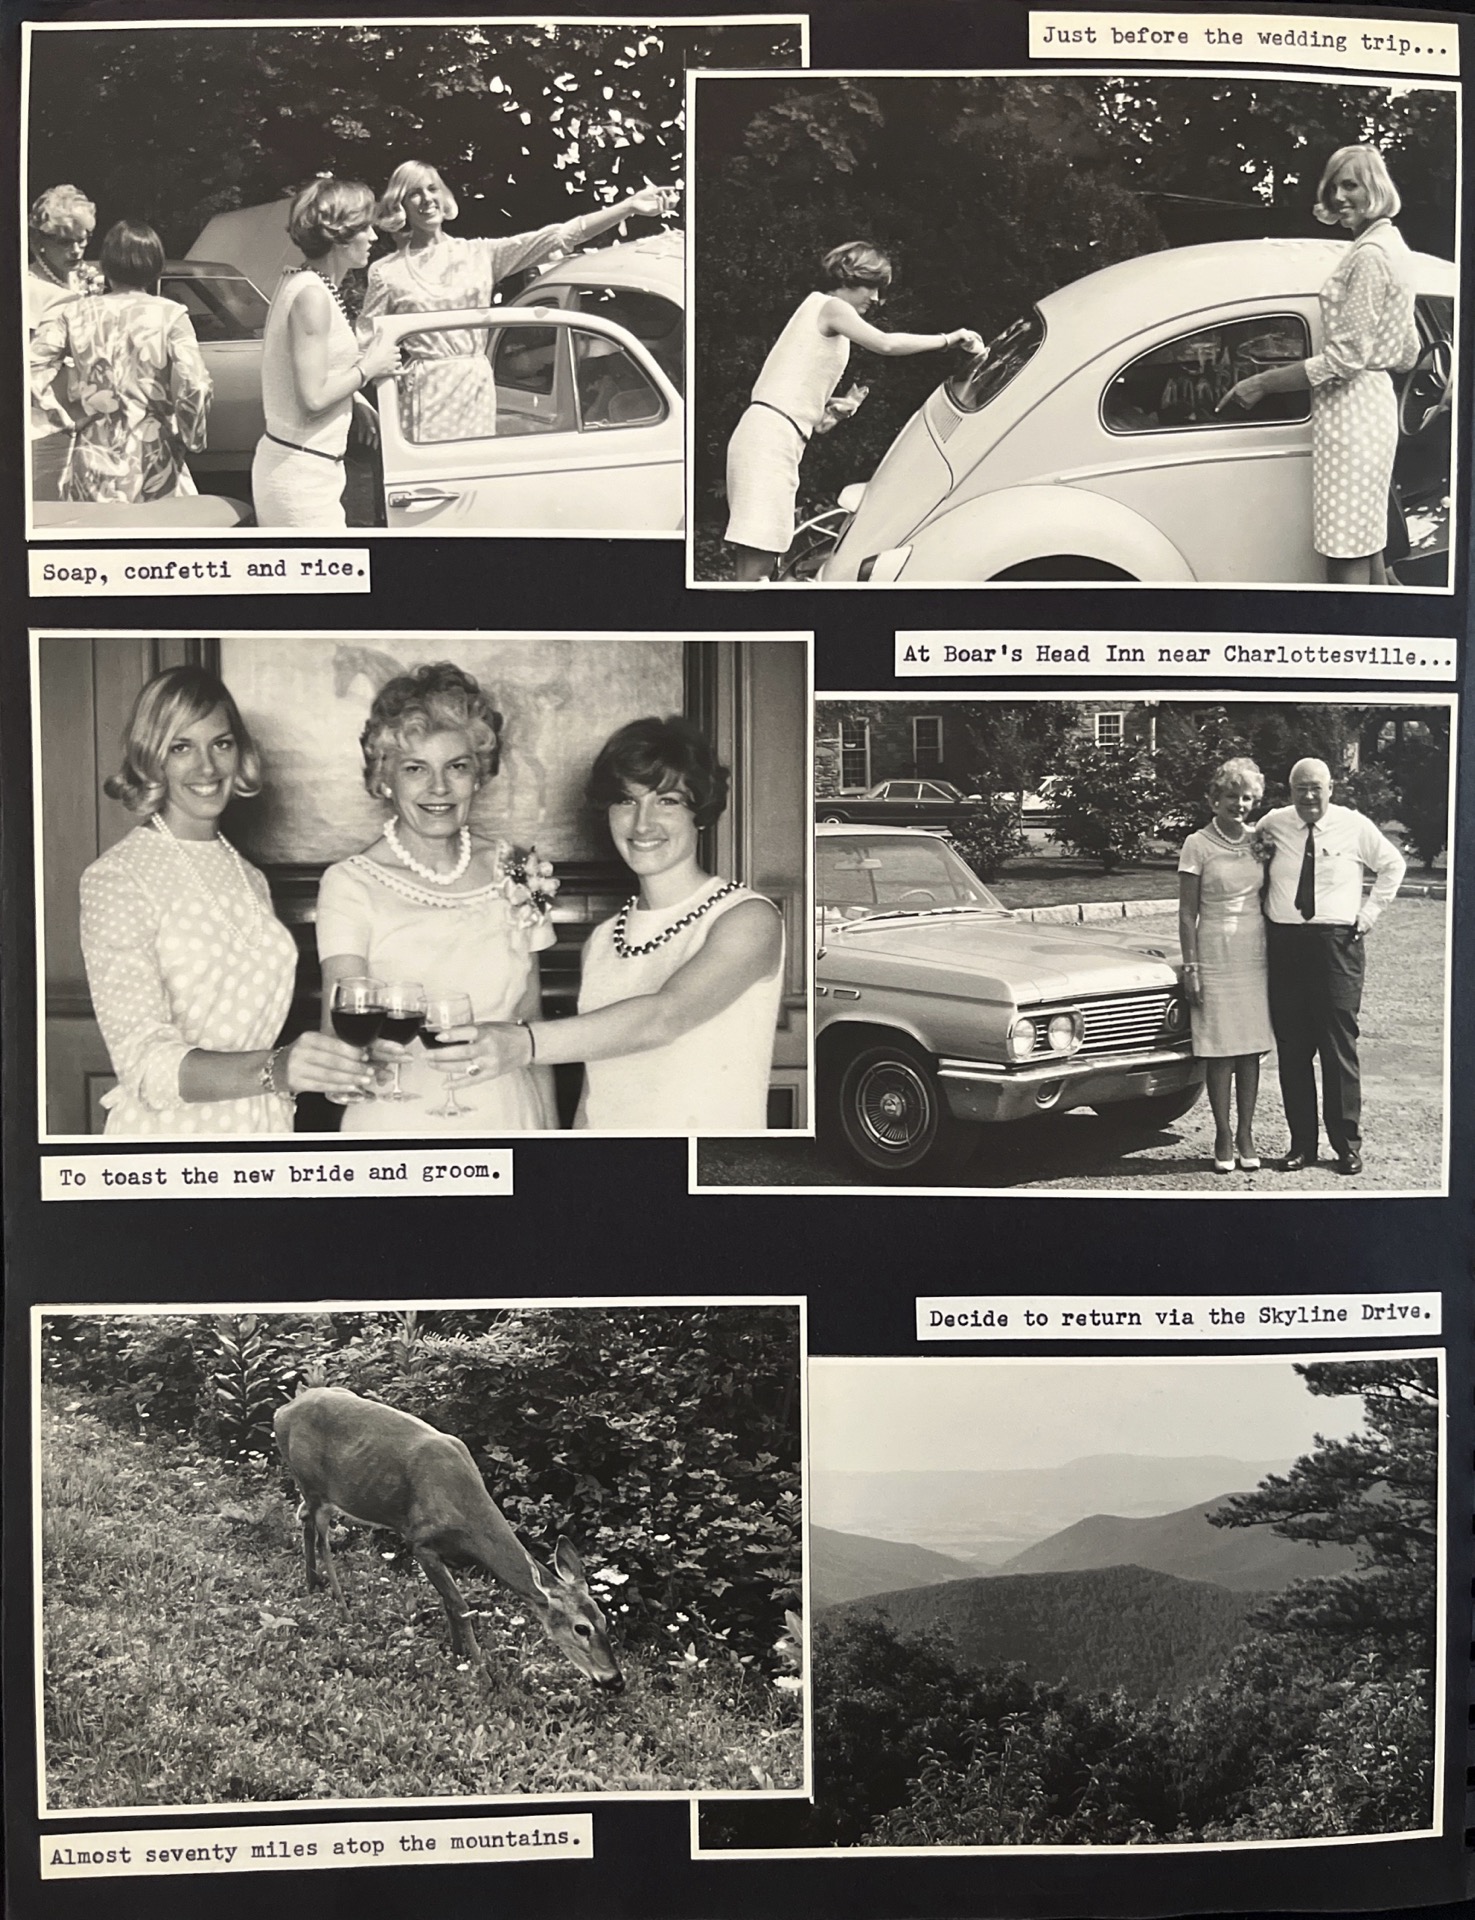 Just before the wedding trip...
Soap, confetti and rice.
At Boar's Head Inn near Charlottesville...
To toast the new bride and groom.
Decide to return via the Skyline Drive.
Almost seventy miles atop the mountains.